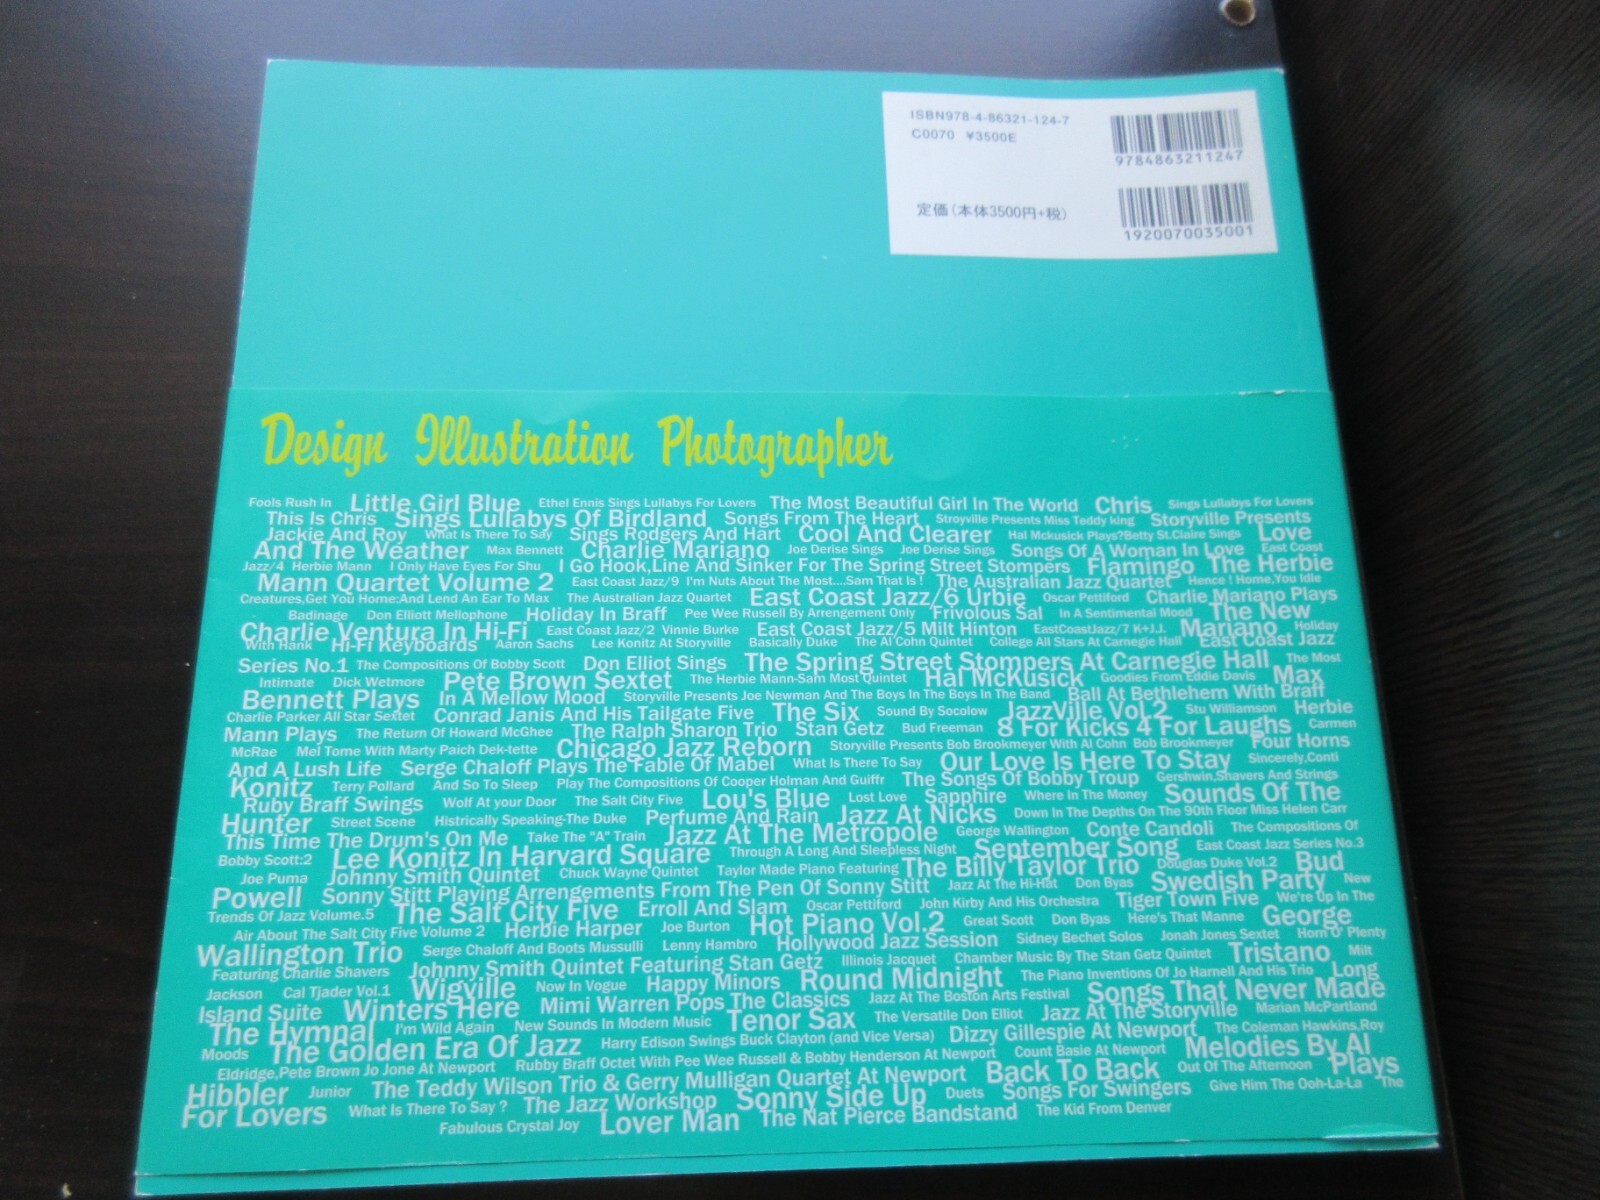 ISBN978-4-86321-124-7
C0070 ¥3500E
9784863211247
定価(本体3500円+税)
1920070035001
Design Illustration Photographer
Fools Rush In Little Girl Blue Ethel Ennis Sings Lullabys For Lovers The Most Beautiful Girl In The World Chris Sings Lullabys For Lovers
This Is Chris Sings Lullabys Of Birdland Songs From The Heart Stroyville Presents Miss Teddy king Storyville Presents
Jackie And Roy What Is There To Say Sings Rodgers And Hart Cool And Clearer Hal Mckusick Plays?Betty St.Claire Sings Love
And The Weather Max Bennett Charlie Mariano Joe Derise Sings Joe Derise Sings Songs Of A Woman In Love East Coast
Jazz/4 Herbie Mann I Only Have Eyes For Shu I Go Hook,Line And Sinker For The Spring Street Stompers Flamingo The Herbie
Mann Quartet Volume 2 East Coast Jazz/9 I'm Nuts About The Most....Sam That Is ! The Australian Jazz Quartet Hence ! Home,You Idle
Creatures,Get You Home:And Lend An Ear To Max The Australian Jazz Quartet East Coast Jazz/6 Urbie Oscar Pettiford Charlie Mariano Plays
Badinage Don Elliott Mellophone Holiday In Braff Pee Wee Russell By Arrangement Only Frivolous Sal In A Sentimental Mood The New
Charlie Ventura In Hi-Fi East Coast Jazz/2 Vinnie Burke East Coast Jazz/5 Milt Hinton EastCoastJazz/7 K+J.J. Mariano Holiday
With Hank Hi-Fi Keyboards Aaron Sachs Lee Konitz At Storyville Basically Duke The Al Cohn Quintet College All Stars At Carnegie Hall East Coast Jazz
Series No.1 The Compositions Of Bobby Scott Don Elliot Sings The Spring Street Stompers At Carnegie Hall The Most
Intimate Dick Wetmore Pete Brown Sextet The Herbie Mann-Sam Most Quintet Hal McKusick Goodies From Eddie Davis Max
Bennett Plays In A Mellow Mood Storyville Presents Joe Newman And The Boys In The Boys In The Band Ball At Bethlehem With Braff
Charlie Parker All Star Sextet Conrad Janis And His Tailgate Five The Six Sound By Socolow JazzVille Vol.2 Stu Williamson Herbie
Mann Plays The Return Of Howard McGhee The Ralph Sharon Trio Stan Getz Bud Freeman 8 For Kicks 4 For Laughs Carmen
McRae Mel Tome With Marty Paich Dek-tette Chicago Jazz Reborn Storyville Presents Bob Brookmeyer With Al Cohn Bob Brookmeyer Four Horns
And A Lush Life Serge Chaloff Plays The Fable Of Mabel What Is There To Say Our Love Is Here To Stay Sincerely,Conti
Konitz Terry Pollard And So To Sleep Play The Compositions Of Cooper Holman And Guiffr The Songs Of Bobby Troup Gershwin,Shavers And Strings
Ruby Braff Swings Wolf At your Door The Salt City Five Lou's Blue Lost Love Sapphire Where In The Money Sounds Of The
Hunter Street Scene Histrically Speaking-The Duke Perfume And Rain Jazz At Nicks Down In The Depths On The 90th Floor Miss Helen Carr
This Time The Drum's On Me Take The "A" Train Jazz At The Metropole George Wallington Conte Candoli The Compositions Of
Bobby Scott:2 Lee Konitz In Harvard Square Through A Long And Sleepless Night September Song East Coast Jazz Series No.3
Joe Puma Johnny Smith Quintet Chuck Wayne Quintet Taylor Made Piano Featuring The Billy Taylor Trio Douglas Duke Vol.2 Bud
Powell Sonny Stitt Playing Arrangements From The Pen Of Sonny Stitt Jazz At The Hi-Hat Don Byas Swedish Party New
Trends Of Jazz Volume.5 The Salt City Five Erroll And Slam Oscar Pettiford John Kirby And His Orchestra Tiger Town Five We're Up In The
Air About The Salt City Five Volume 2 Herbie Harper Joe Burton Hot Piano Vol.2 Great Scott Don Byas Here's That Manne George
Wallington Trio Serge Chaloff And Boots Mussulli Lenny Hambro Hollywood Jazz Session Sidney Bechet Solos Jonah Jones Sextet Horn O' Plenty
Featuring Charlie Shavers Johnny Smith Quintet Featuring Stan Getz Illinois Jacquet Chamber Music By The Stan Getz Quintet Tristano Milt
Jackson Cal Tjader Vol.1 Wigville Now In Vogue Happy Minors Round Midnight The Piano Inventions Of Jo Harnell And His Trio Long
Island Suite Winters Here Mimi Warren Pops The Classics Jazz At The Boston Arts Festival Songs That Never Made
The Hympal I'm Wild Again New Sounds In Modern Music Tenor Sax The Versatile Don Elliot Jazz At The Storyville Marian McPartland
Moods The Golden Era Of Jazz Harry Edison Swings Buck Clayton (and Vice Versa) Dizzy Gillespie At Newport The Coleman Hawkins,Roy
Eldridge,Pete Brown Jo Jone At Newport Rubby Braff Octet With Pee Wee Russell & Bobby Henderson At Newport Count Basie At Newport Melodies By Al
Hibbler Junior The Teddy Wilson Trio & Gerry Mulligan Quartet At Newport Back To Back Out Of The Afternoon Plays
For Lovers What Is There To Say ? The Jazz Workshop Sonny Side Up Duets Songs For Swingers Give Him The Ooh-La-La The
Fabulous Crystal Joy Lover Man The Nat Pierce Bandstand The Kid From Denver